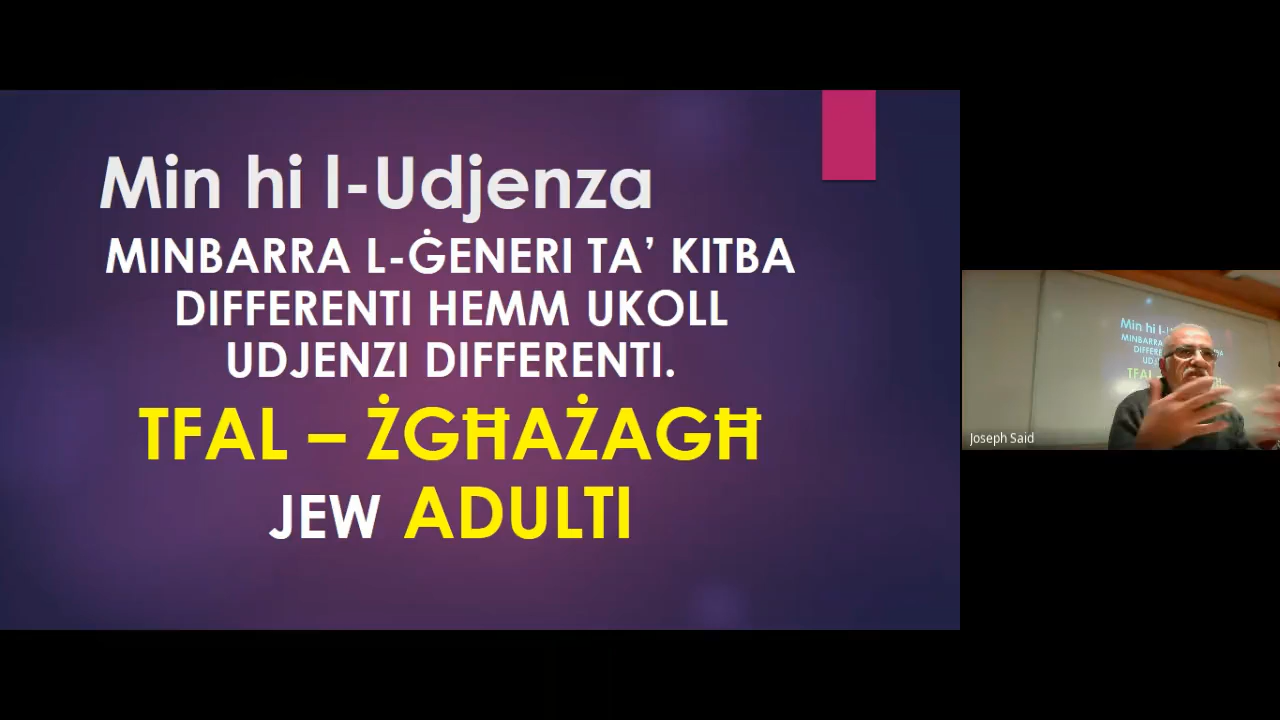 Min hi l-Udjenza
MINBARRA L-ĠENERI TA’ KITBA
DIFFERENTI HEMM UKOLL
UDJENZI DIFFERENTI.
TFAL – ŻGĦAŻAGĦ
JEW ADULTI
Joseph Said